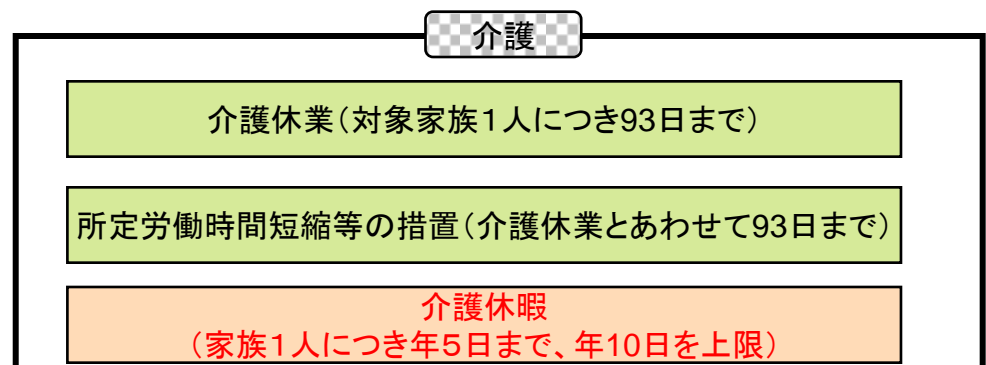 介護
介護休業(対象家族1人につき93日まで)
所定労働時間短縮等の措置(介護休業とあわせて93日まで)
介護休暇
(家族1人につき年5日まで、年10日を上限)